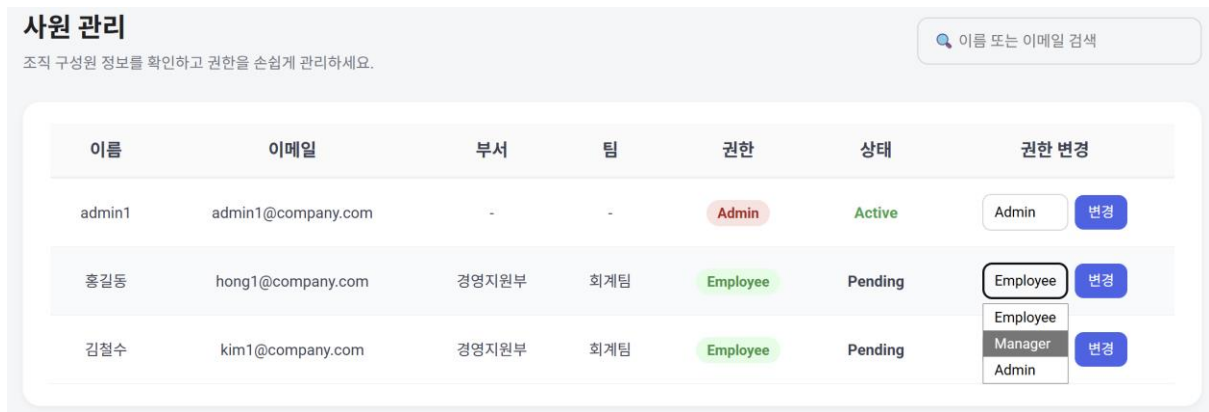 사원 관리
🔍 이름 또는 이메일 검색
조직 구성원 정보를 확인하고 권한을 손쉽게 관리하세요.
이름 이메일 부서 팀 권한 상태 권한 변경
admin1 admin1@company.com - - Admin Active Admin 변경
홍길동 hong1@company.com 경영지원부 회계팀 Employee Pending Employee 변경
Employee
김철수 kim1@company.com 경영지원부 회계팀 Employee Pending Manager 변경
Admin